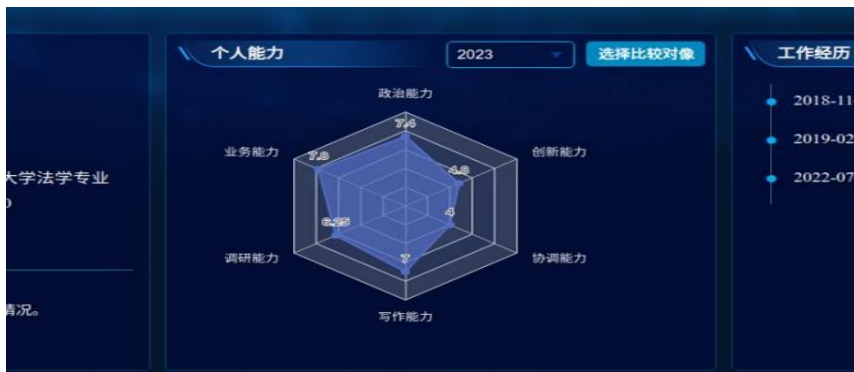 个人能力
2023
选择比较对像
工作经历
政治能力
7.4
业务能力
7.8
创新能力
4.8
6.25
4
调研能力
7
协调能力
写作能力
2018-11
2019-02
2022-07
大学法学专业
情况。